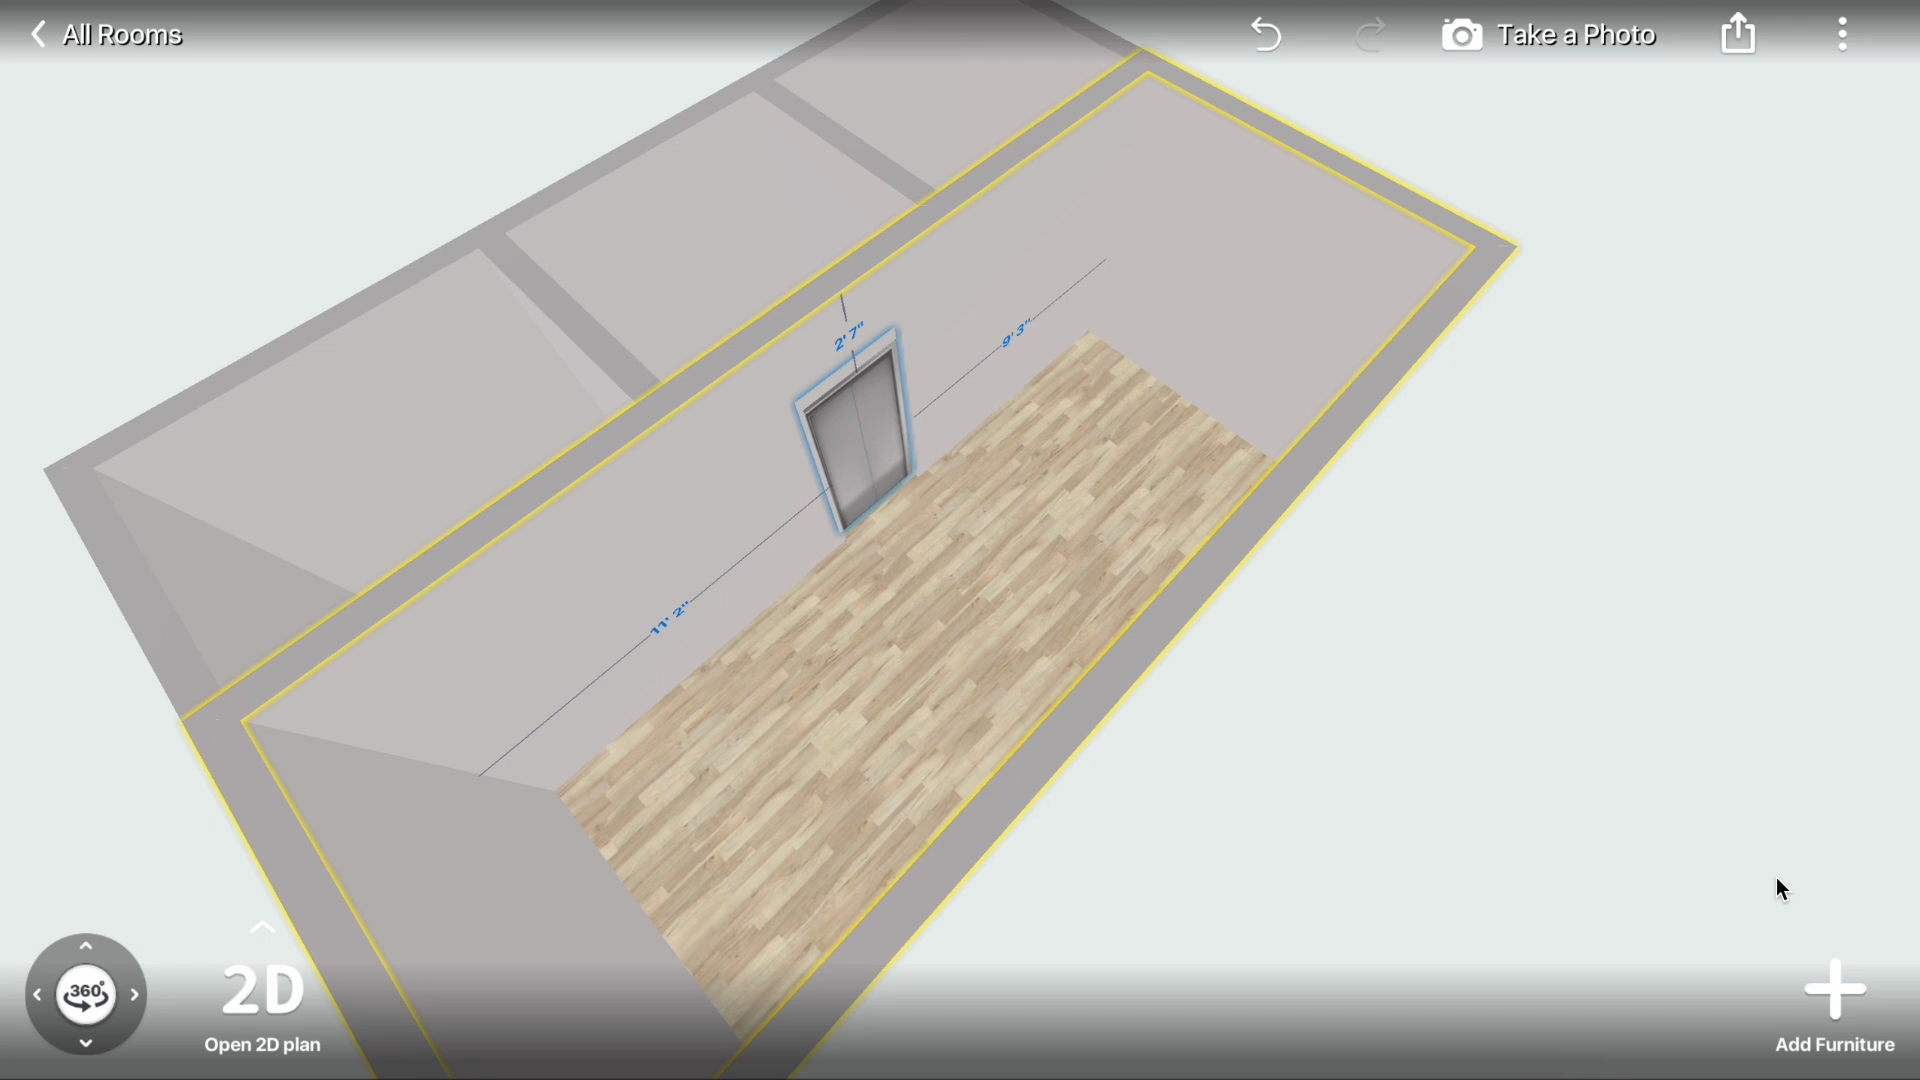 All Rooms
Take a Photo
2' 7"
9' 3"
11' 2"
360°
2D
Open 2D plan
Add Furniture